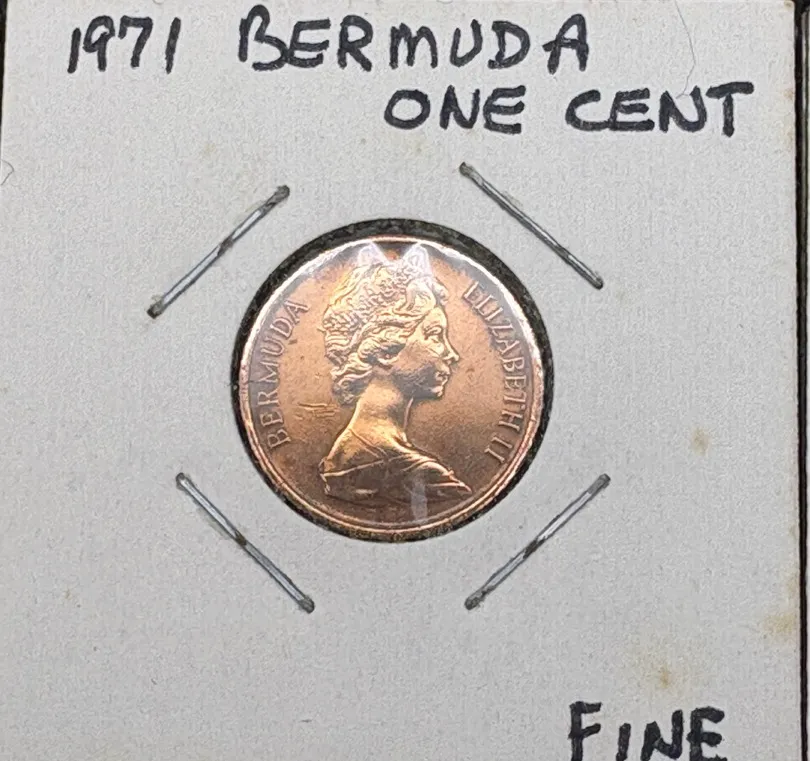 1971 BERMUDA
ONE CENT
BERMUDA
ELIZABETH II
FINE